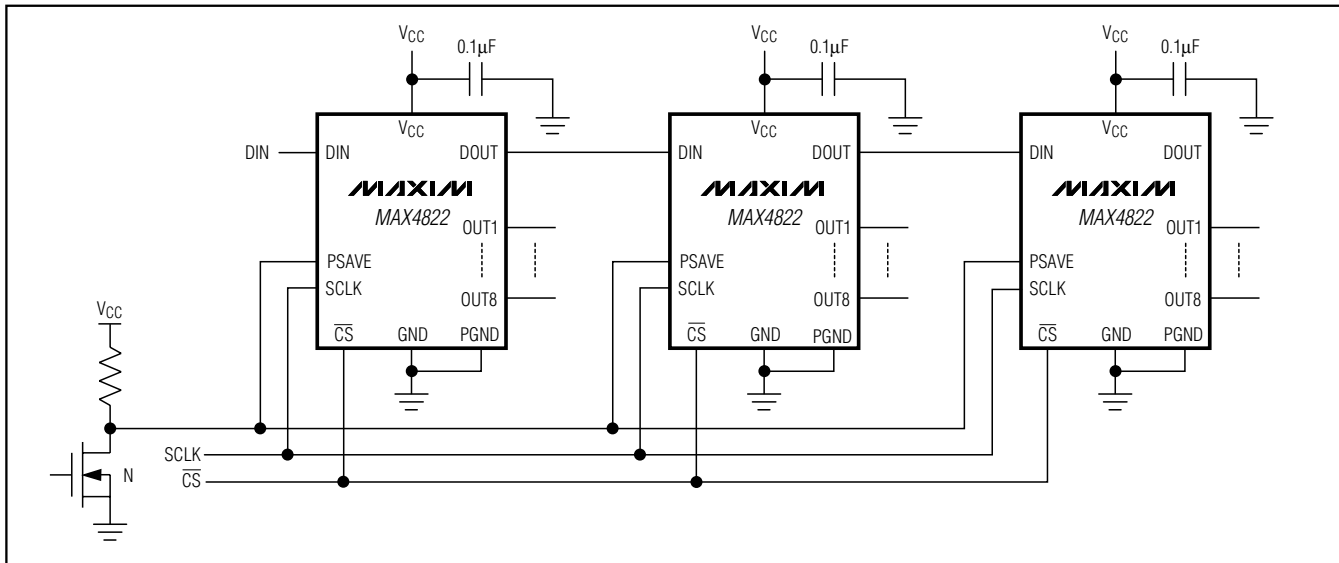 VCC 0.1µF VCC 0.1µF VCC 0.1µF
VCC VCC VCC
DIN DIN DOUT DIN DOUT DIN DOUT
MAXIM MAXIM MAXIM
MAX4822 MAX4822 MAX4822
OUT1 OUT1 OUT1
PSAVE PSAVE PSAVE
SCLK SCLK SCLK
OUT8 OUT8 OUT8
VCC
CS GND PGND CS GND PGND CS GND PGND
SCLK
N
CS